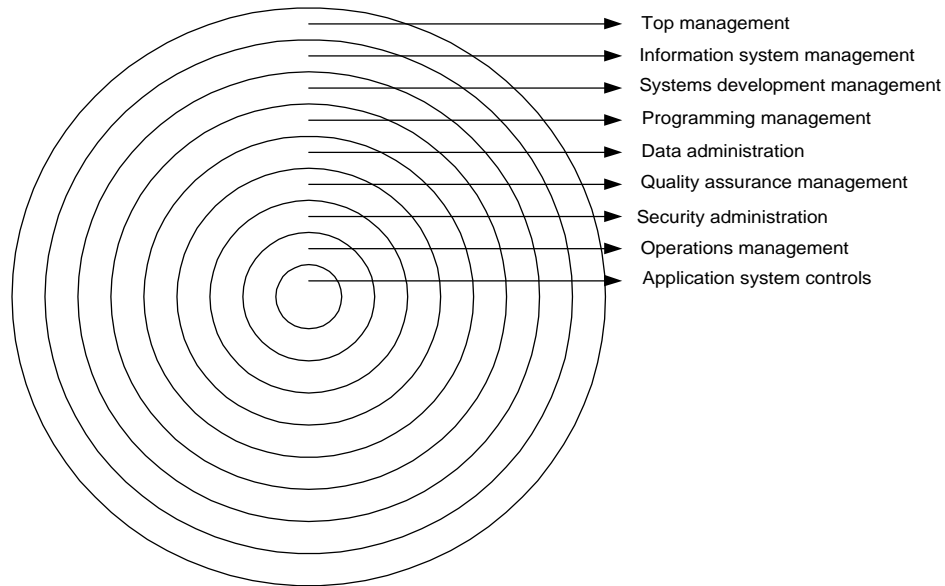 Top management
Information system management
Systems development management
Programming management
Data administration
Quality assurance management
Security administration
Operations management
Application system controls